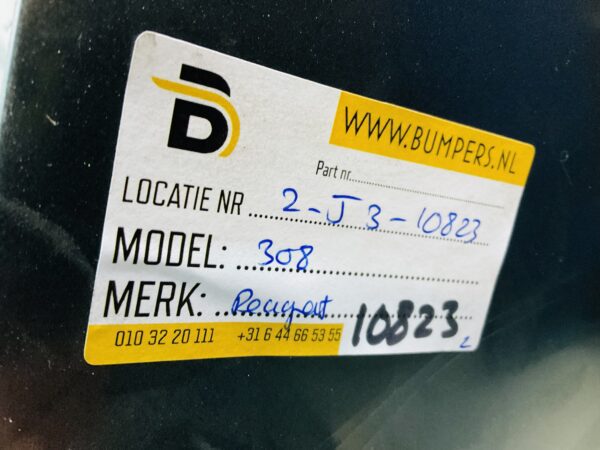 WWW.BUMPERS.NL
Part nr.
LOCATIE NR 2-J3-10823
MODEL: 308
MERK: Peugeot
10823
010 32 20 111 +31 6 44 66 53 55